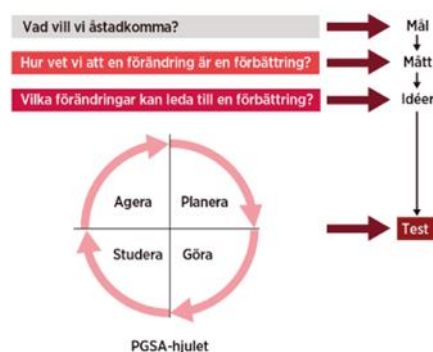 Vad vill vi åstadkomma?
Mål
Hur vet vi att en förändring är en förbättring?
Mått
Vilka förändringar kan leda till en förbättring?
Idéer
Agera
Planera
Studera
Göra
Test
PGSA-hjulet